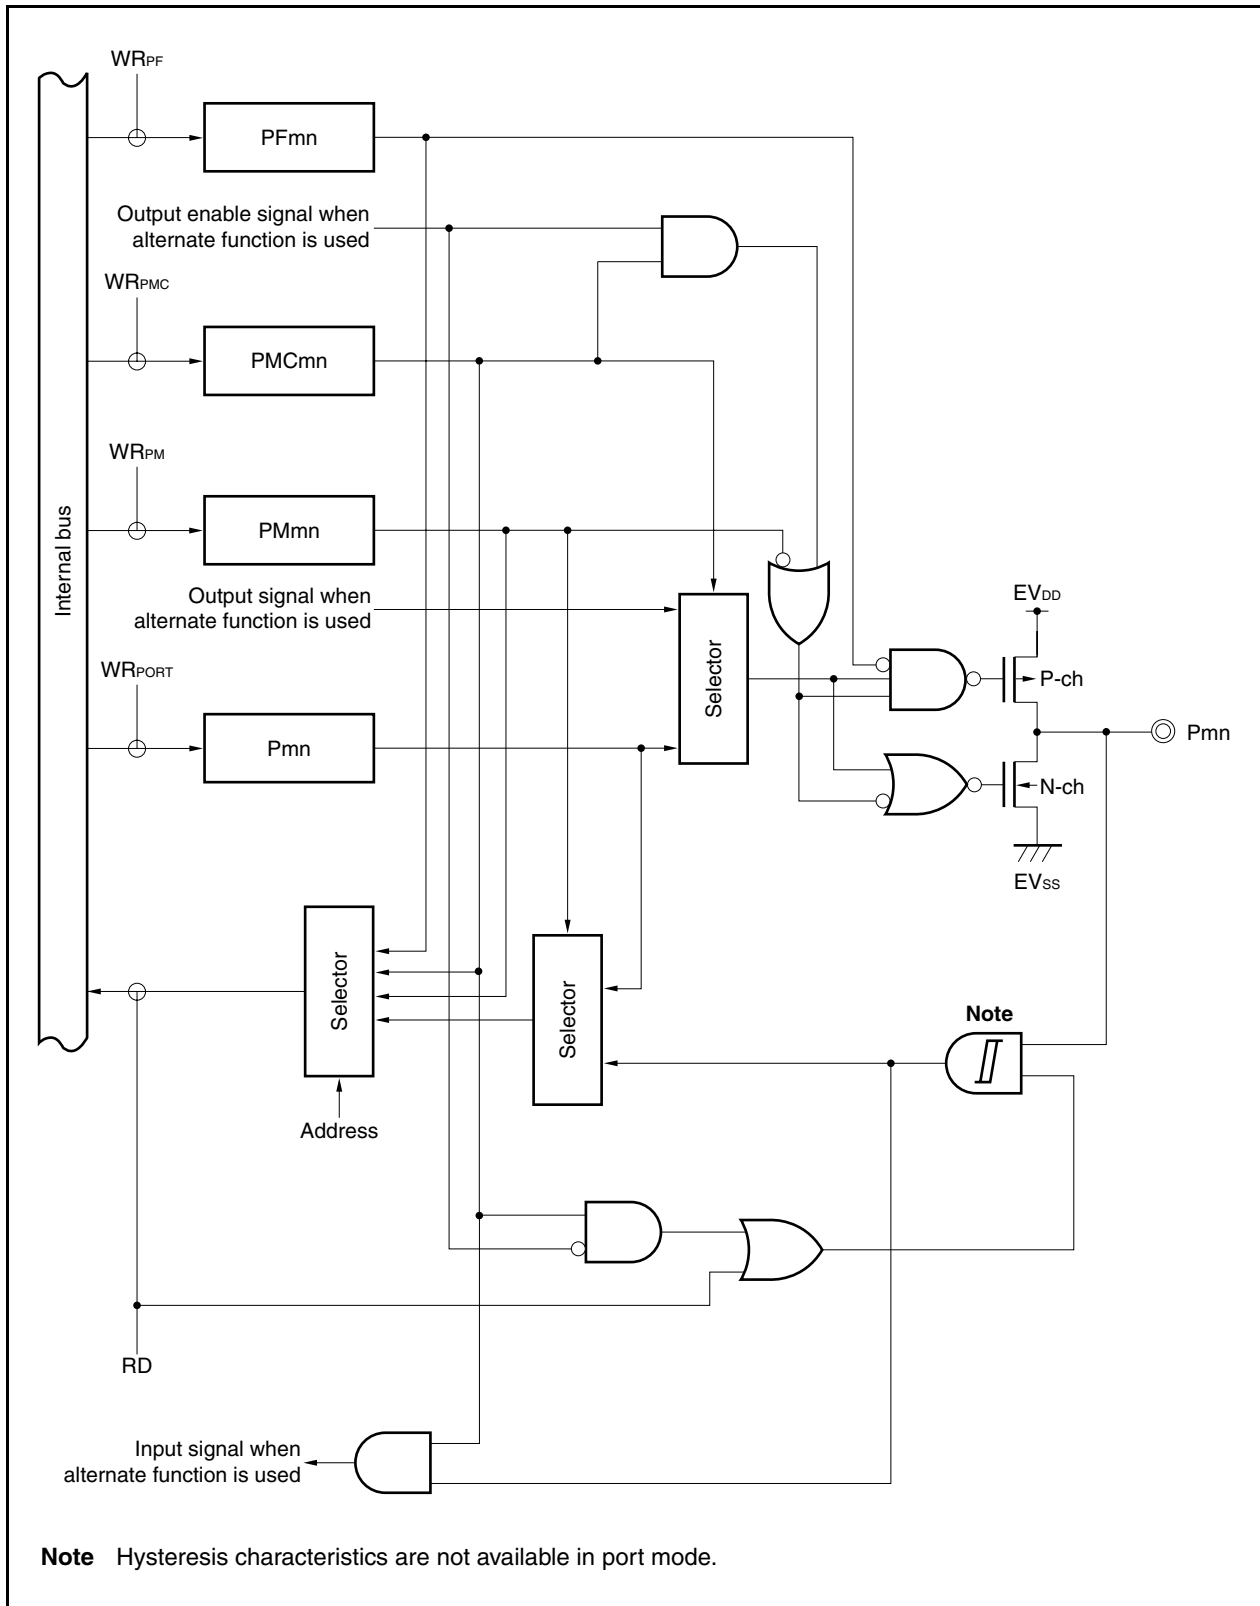 WRPF
PFmn
Output enable signal when
alternate function is used
WRPMC
PMCmn
WRPM
PMmn
Internal bus
Output signal when
alternate function is used
Selector
EVDD
P-ch
WRPORT
Pmn
Pmn
N-ch
EVSS
Selector
Selector
Note
Address
RD
Input signal when
alternate function is used
Note Hysteresis characteristics are not available in port mode.